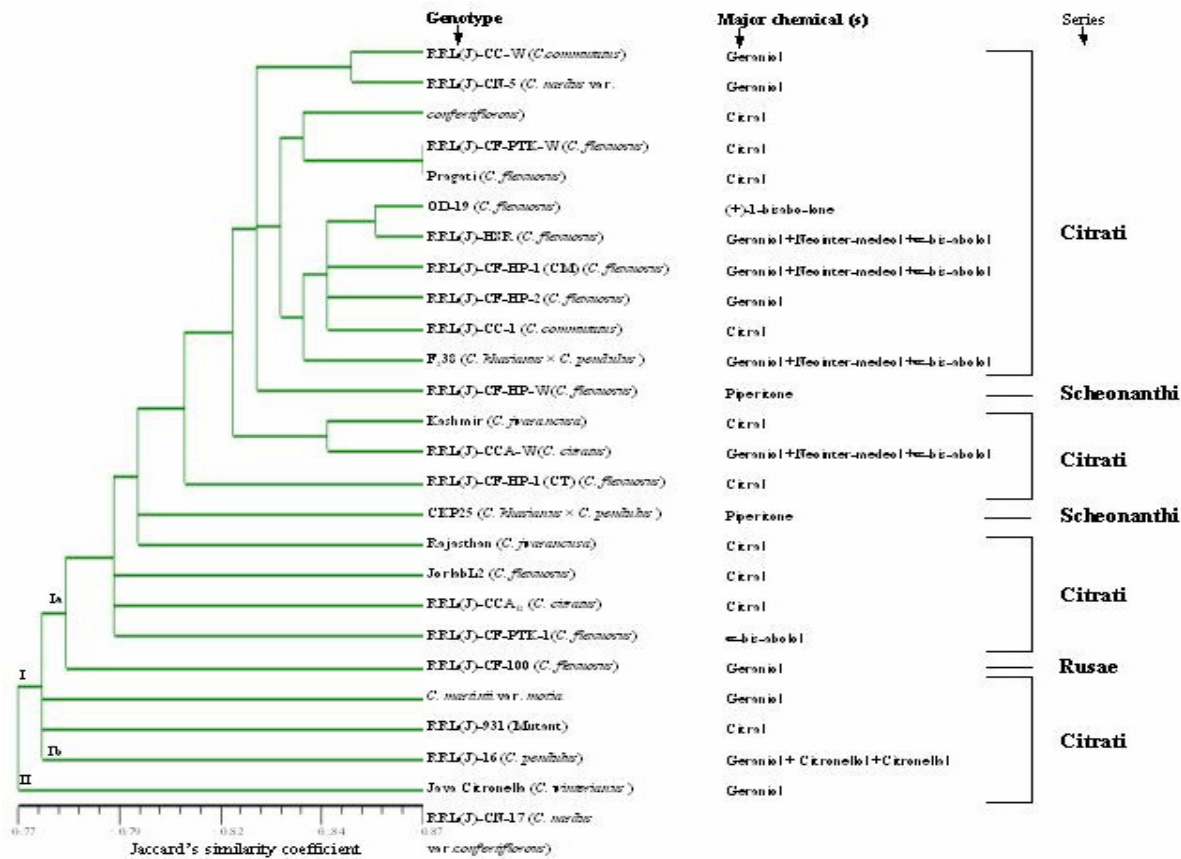 Genotype Major chemical (s) Series
RRL(J)-CC-W (C.commutatus) Geraniol
RRL(J)-CN-5 (C. nardus var. Geraniol
confertiflorous) Citral
RRL(J)-CF-PTK-W (C. flexuosus) Citral
Pragati (C. flexuosus) Citral
OD-19 (C. flexuosus) (+)-1-bisabo-lone
RRL(J)-HNR (C. flexuosus) Geraniol +Neointer-medeol +∝-bis-abolol Citrati
RRL(J)-CF-HP-1 (CM) (C. flexuosus) Geraniol +Neointer-medeol +∝-bis-abolol
RRL(J)-CF-HP-2 (C. flexuosus) Geraniol
RRL(J)-CC-1 (C. commutatus) Citral
F₁38 (C. khasianus × C. pendulus) Geraniol +Neointer-medeol +∝-bis-abolol
RRL(J)-CF-HP-W(C. flexuosus) Piperitone Scheonanthi
Kashmir (C. jwarancusa) Citral
RRL(J)-CCA-W(C. citratus) Geraniol +Neointer-medeol +∝-bis-abolol Citrati
RRL(J)-CF-HP-1 (CT) (C. flexuosus) Citral
CKP25 (C. khasianus × C. pendulus) Piperitone Scheonanthi
Rajasthan (C. jwarancusa) Citral
JorlabL2 (C. flexuosus) Citral
Ia RRL(J)-CCA (C. citratus) Citral Citrati
RRL(J)-CF-PTK-1(C. flexuosus) ∝-bis-abolol
I RRL(J)-CF-100 (C. flexuosus) Geraniol Rusae
C. martinii var. motia Geraniol
RRL(J)-931 (Mutant) Citral Citrati
Ib RRL(J)-16 (C. pendulus) Geraniol + Citronellol +Citronellal
II Java Citronella (C. winterianus) Geraniol
RRL(J)-CN-17 (C. nardus
0.77 0.79 0.82 0.84 0.87
Jaccard's similarity coefficient var.confertiflorous)